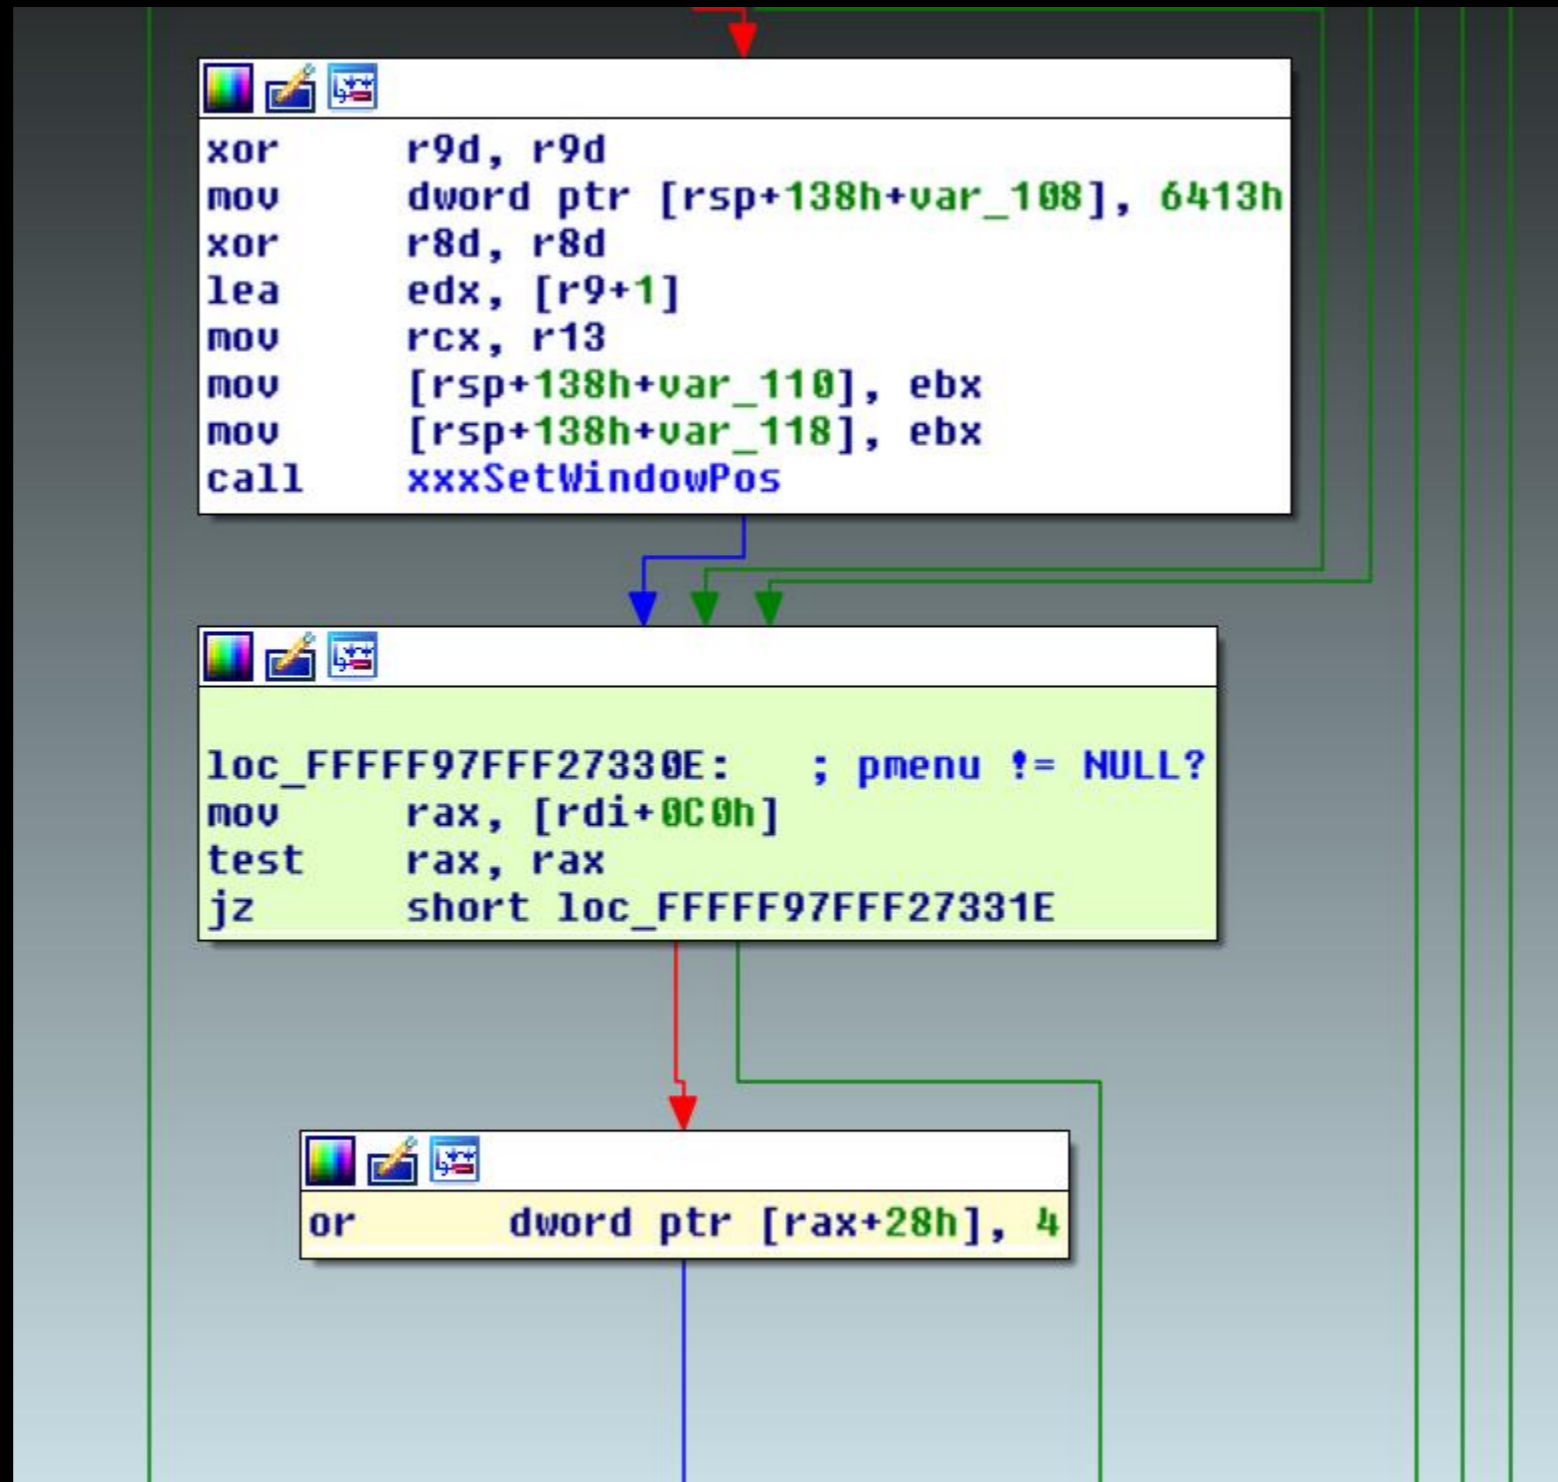 xor r9d, r9d
mov dword ptr [rsp+138h+var_108], 6413h
xor r8d, r8d
lea edx, [r9+1]
mov rcx, r13
mov [rsp+138h+var_110], ebx
mov [rsp+138h+var_118], ebx
call xxxSetWindowPos
loc_FFFFF97FFF27330E: ; pmenu != NULL?
mov rax, [rdi+0C0h]
test rax, rax
jz short loc_FFFFF97FFF27331E
or dword ptr [rax+28h], 4